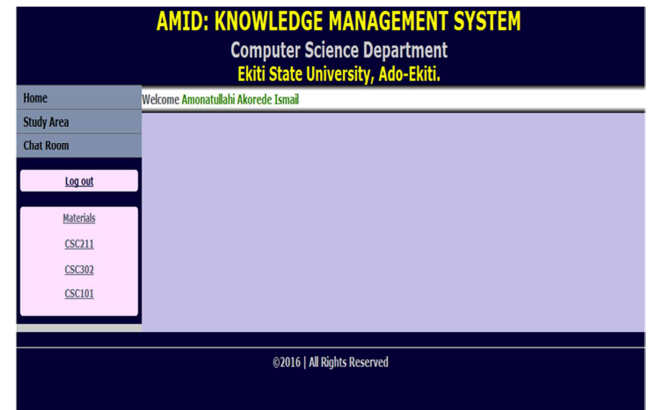 AMID: KNOWLEDGE MANAGEMENT SYSTEM
Computer Science Department
Ekiti State University, Ado-Ekiti.
Home
Welcome Amonatullahi Akorede Ismail
Study Area
Chat Room
Log out
Materials
CSC211
CSC302
CSC101
©2016 | All Rights Reserved